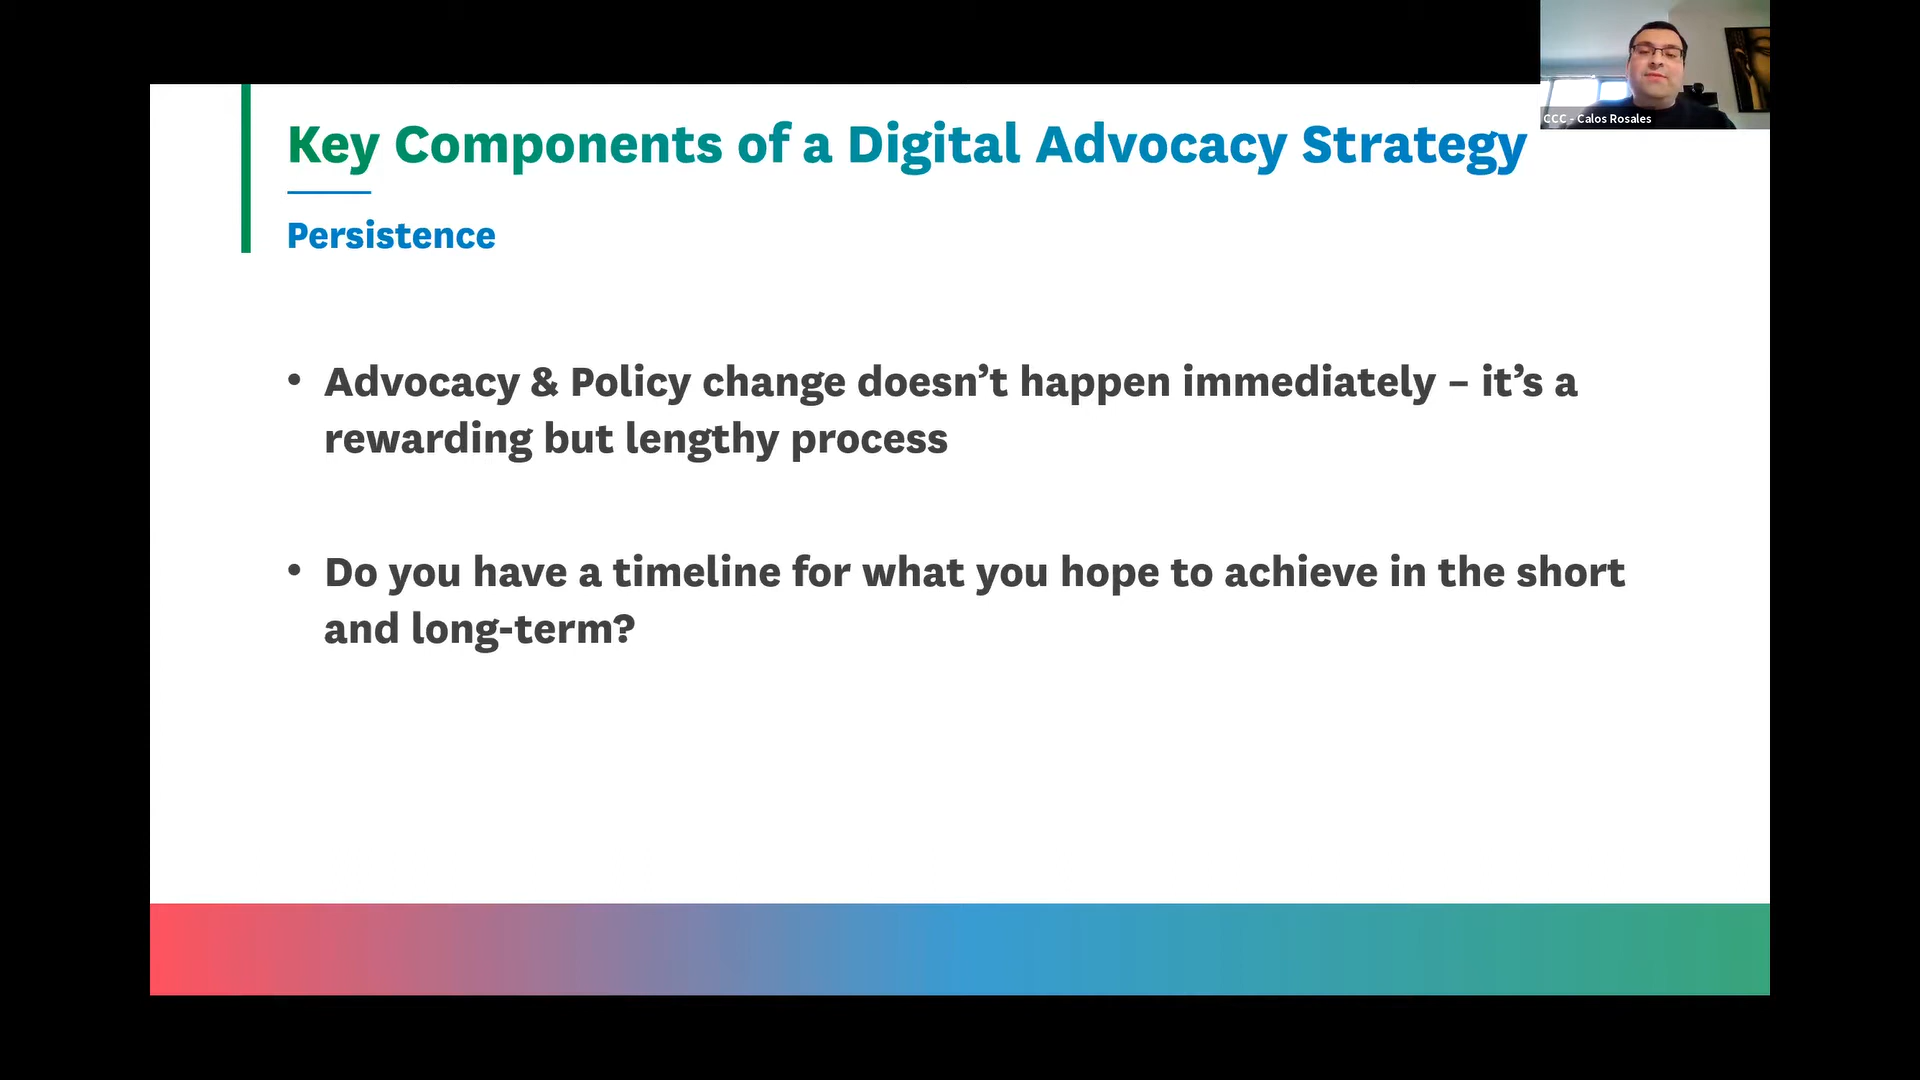 Key Components of a Digital Advocacy Strategy
Persistence
• Advocacy & Policy change doesn’t happen immediately – it’s a
rewarding but lengthy process
• Do you have a timeline for what you hope to achieve in the short
and long-term?
CCC - Calos Rosales